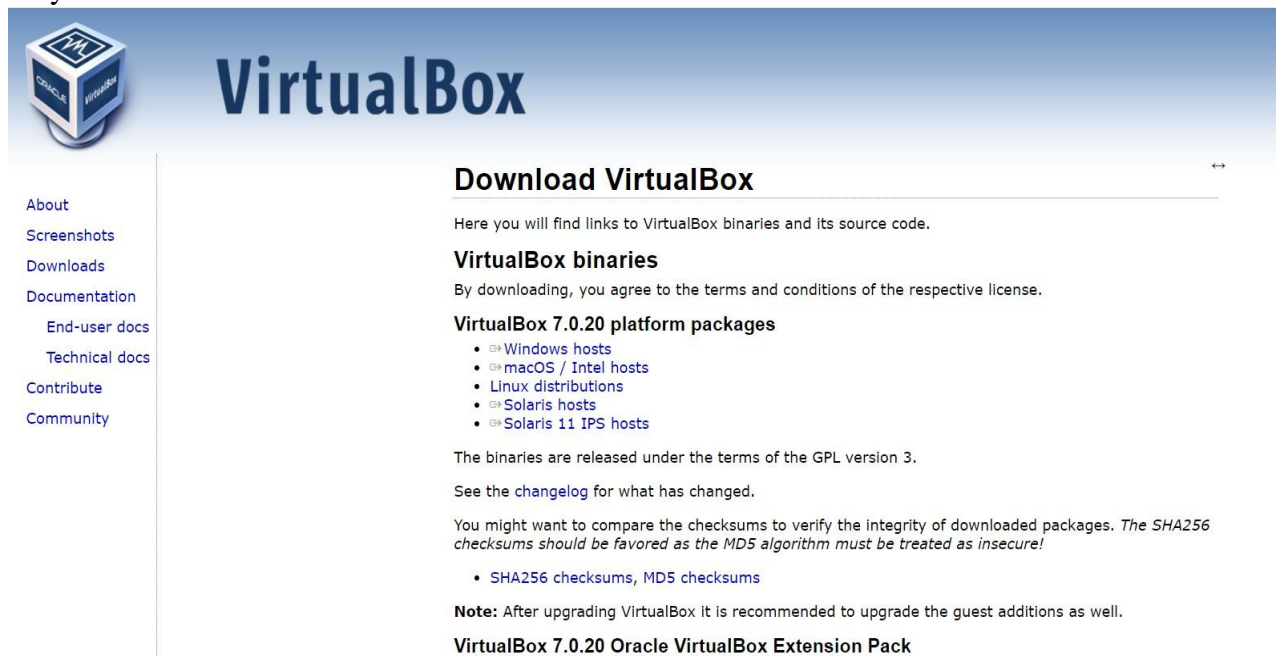 ORACLE
VirtualBox
VirtualBox
About
Screenshots
Downloads
Documentation
End-user docs
Technical docs
Contribute
Community
Download VirtualBox
Here you will find links to VirtualBox binaries and its source code.
VirtualBox binaries
By downloading, you agree to the terms and conditions of the respective license.
VirtualBox 7.0.20 platform packages
• Windows hosts
• macOS / Intel hosts
• Linux distributions
• Solaris hosts
• Solaris 11 IPS hosts
The binaries are released under the terms of the GPL version 3.
See the changelog for what has changed.
You might want to compare the checksums to verify the integrity of downloaded packages. The SHA256
checksums should be favored as the MD5 algorithm must be treated as insecure!
• SHA256 checksums, MD5 checksums
Note: After upgrading VirtualBox it is recommended to upgrade the guest additions as well.
VirtualBox 7.0.20 Oracle VirtualBox Extension Pack